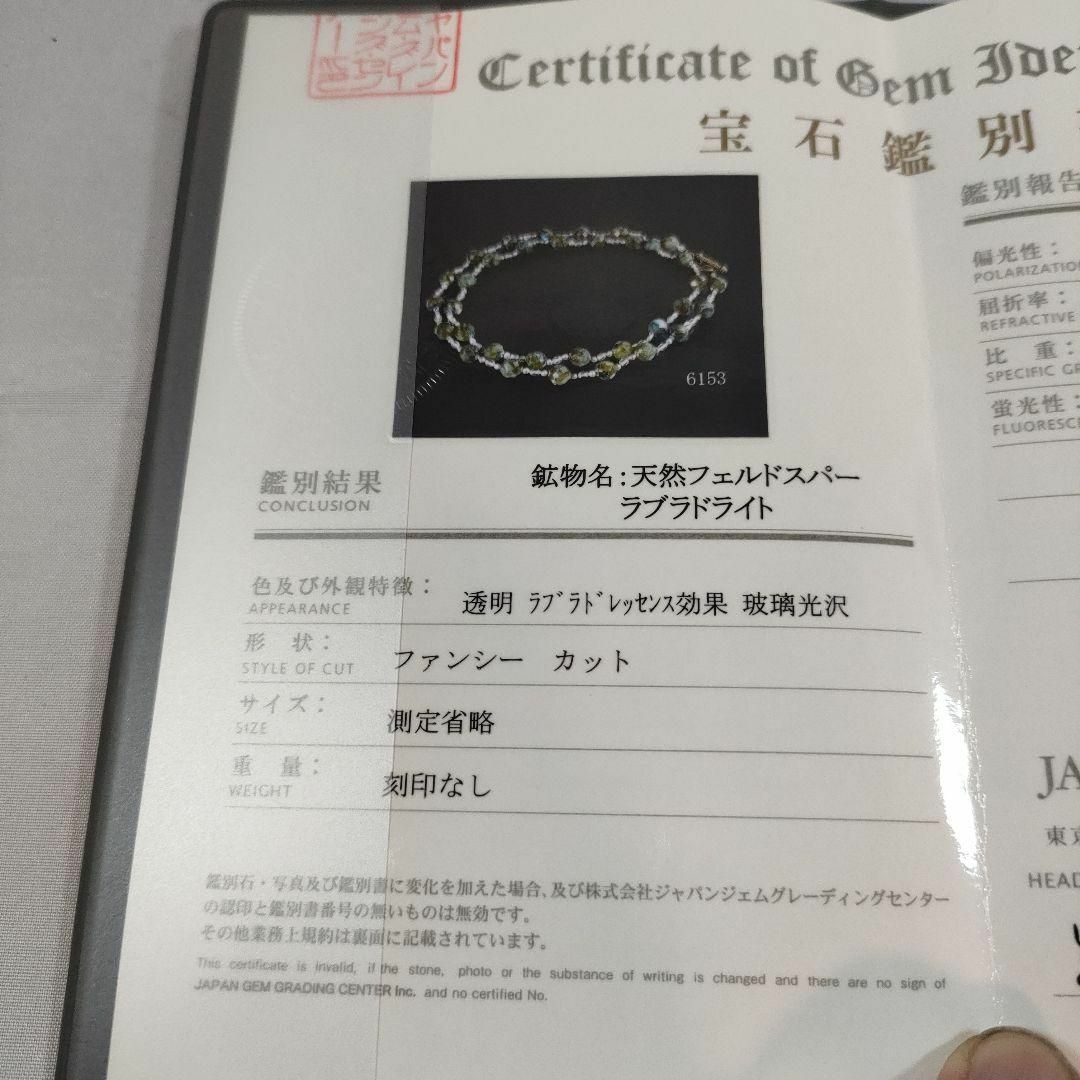 Certificate of Gem Ide
宝石鑑別
6153
鑑別結果
CONCLUSION
鉱物名:天然フェルドスパー
ラブラドライト
色及び外観特徴:
APPEARANCE
透明 ﾗﾌﾞﾗﾄﾞﾚｯｾﾝｽ効果 玻璃光沢
形 状:
STYLE OF CUT
ファンシー カット
サイズ:
SIZE
測定省略
重 量:
WEIGHT
刻印なし
鑑別石・写真及び鑑別書に変化を加えた場合、及び株式会社ジャパンジェムグレーディングセンター
の認印と鑑別書番号の無いものは無効です。
その他業務上規約は裏面に記載されています。
This certificate is invalid, if the stone, photo or the substance of writing is changed and there are no sign of
JAPAN GEM GRADING CENTER Inc. and no certified No.
鑑別報告
偏光性:
POLARIZATIO
屈折率:
REFRACTIVE
比 重:
SPECIFIC GR
蛍光性:
FLUORESCE
JA
東京
HEAD